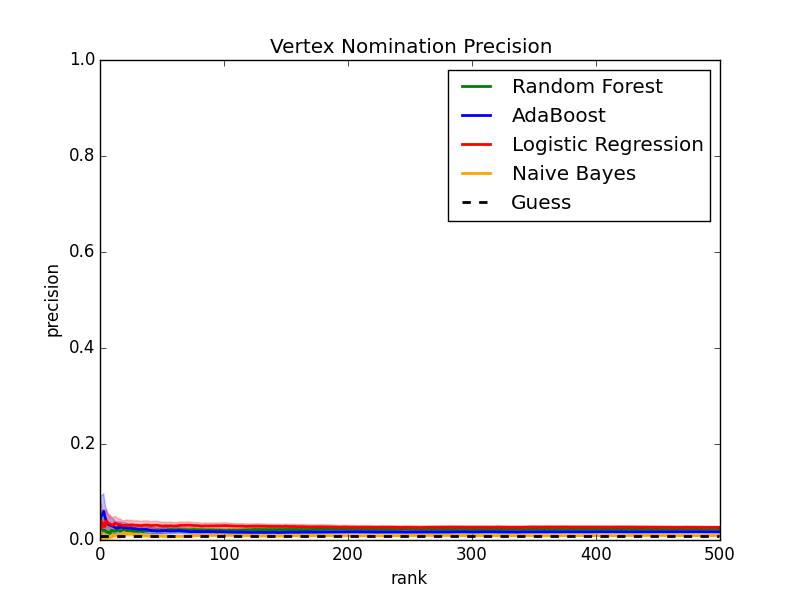 Vertex Nomination Precision
1.0
0.8
0.6
0.4
0.2
0.0
precision
Random Forest
AdaBoost
Logistic Regression
Naive Bayes
Guess
0 100 200 300 400 500
rank